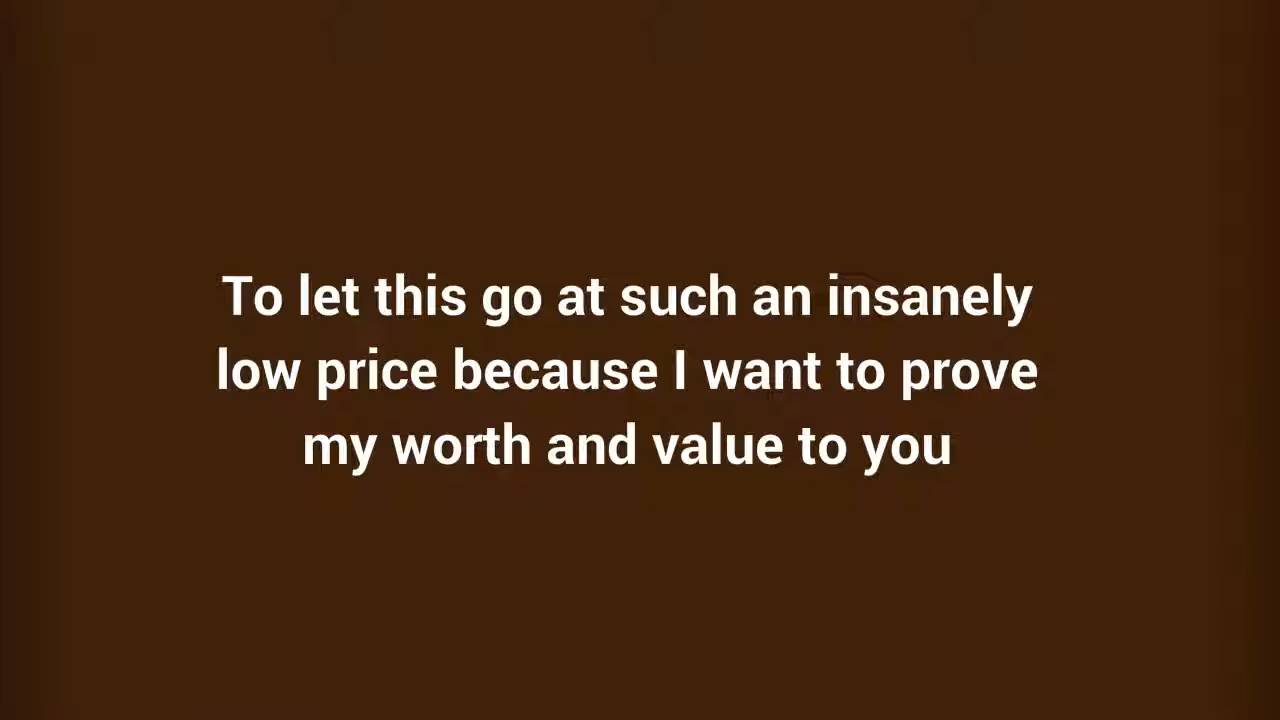 To let this go at such an insanely
low price because I want to prove
my worth and value to you